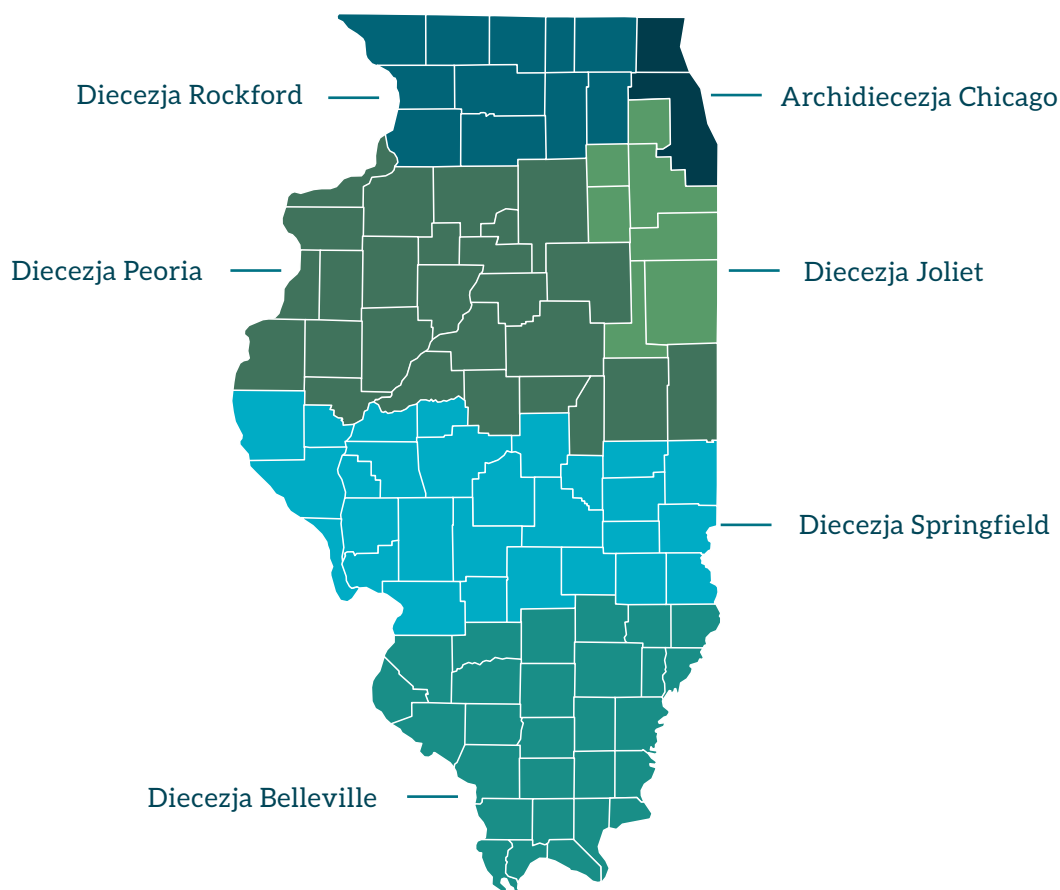 Diecezja Rockford
Archidiecezja Chicago
Diecezja Peoria
Diecezja Joliet
Diecezja Springfield
Diecezja Belleville